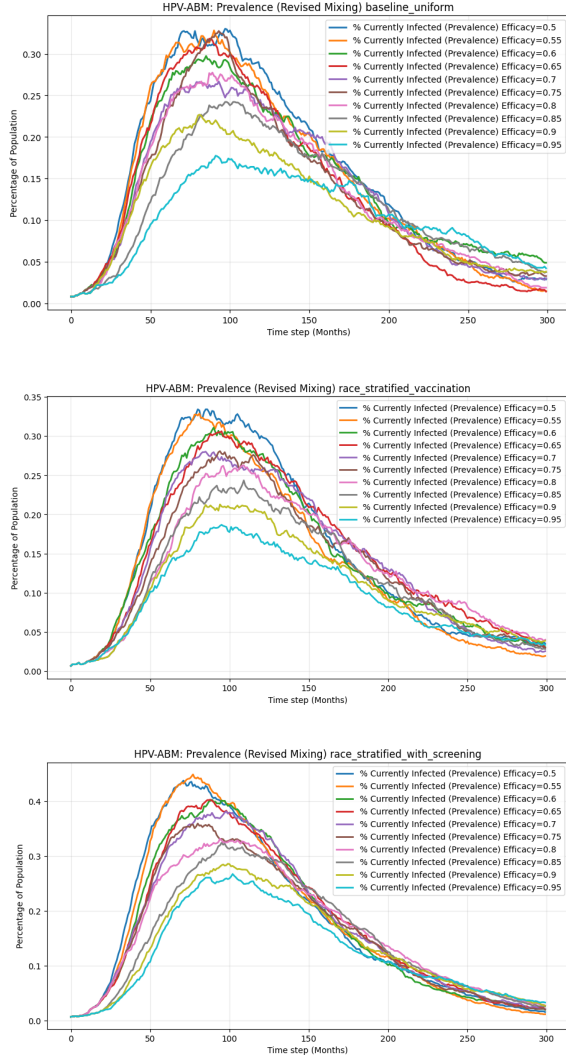 HPV-ABM: Prevalence (Revised Mixing) baseline_uniform
% Currently Infected (Prevalence) Efficacy=0.5
% Currently Infected (Prevalence) Efficacy=0.55
% Currently Infected (Prevalence) Efficacy=0.6
% Currently Infected (Prevalence) Efficacy=0.65
% Currently Infected (Prevalence) Efficacy=0.7
% Currently Infected (Prevalence) Efficacy=0.75
% Currently Infected (Prevalence) Efficacy=0.8
% Currently Infected (Prevalence) Efficacy=0.85
% Currently Infected (Prevalence) Efficacy=0.9
% Currently Infected (Prevalence) Efficacy=0.95
Percentage of Population
0.30
0.25
0.20
0.15
0.10
0.05
0.00
0 50 100 150 200 250 300
Time step (Months)
HPV-ABM: Prevalence (Revised Mixing) race_stratified_vaccination
% Currently Infected (Prevalence) Efficacy=0.5
% Currently Infected (Prevalence) Efficacy=0.55
% Currently Infected (Prevalence) Efficacy=0.6
% Currently Infected (Prevalence) Efficacy=0.65
% Currently Infected (Prevalence) Efficacy=0.7
% Currently Infected (Prevalence) Efficacy=0.75
% Currently Infected (Prevalence) Efficacy=0.8
% Currently Infected (Prevalence) Efficacy=0.85
% Currently Infected (Prevalence) Efficacy=0.9
% Currently Infected (Prevalence) Efficacy=0.95
Percentage of Population
0.35
0.30
0.25
0.20
0.15
0.10
0.05
0.00
0 50 100 150 200 250 300
Time step (Months)
HPV-ABM: Prevalence (Revised Mixing) race_stratified_with_screening
% Currently Infected (Prevalence) Efficacy=0.5
% Currently Infected (Prevalence) Efficacy=0.55
% Currently Infected (Prevalence) Efficacy=0.6
% Currently Infected (Prevalence) Efficacy=0.65
% Currently Infected (Prevalence) Efficacy=0.7
% Currently Infected (Prevalence) Efficacy=0.75
% Currently Infected (Prevalence) Efficacy=0.8
% Currently Infected (Prevalence) Efficacy=0.85
% Currently Infected (Prevalence) Efficacy=0.9
% Currently Infected (Prevalence) Efficacy=0.95
Percentage of Population
0.4
0.3
0.2
0.1
0.0
0 50 100 150 200 250 300
Time step (Months)